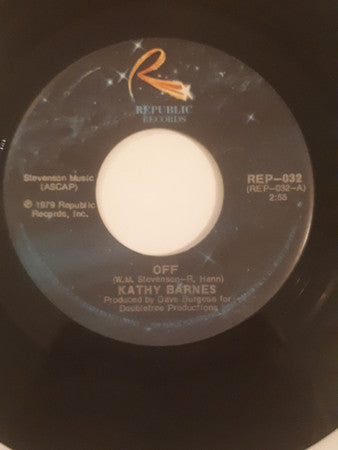 REPUBLIC
RECORDS
Stevenson Music
(ASCAP)
℗ 1979 Republic
Records, Inc.
REP-032
(REP-032-A)
2:55
OFF
(W.M. Stevenson-R. Henn)
KATHY BARNES
Produced by Dave Burgess for
Doubletree Productions